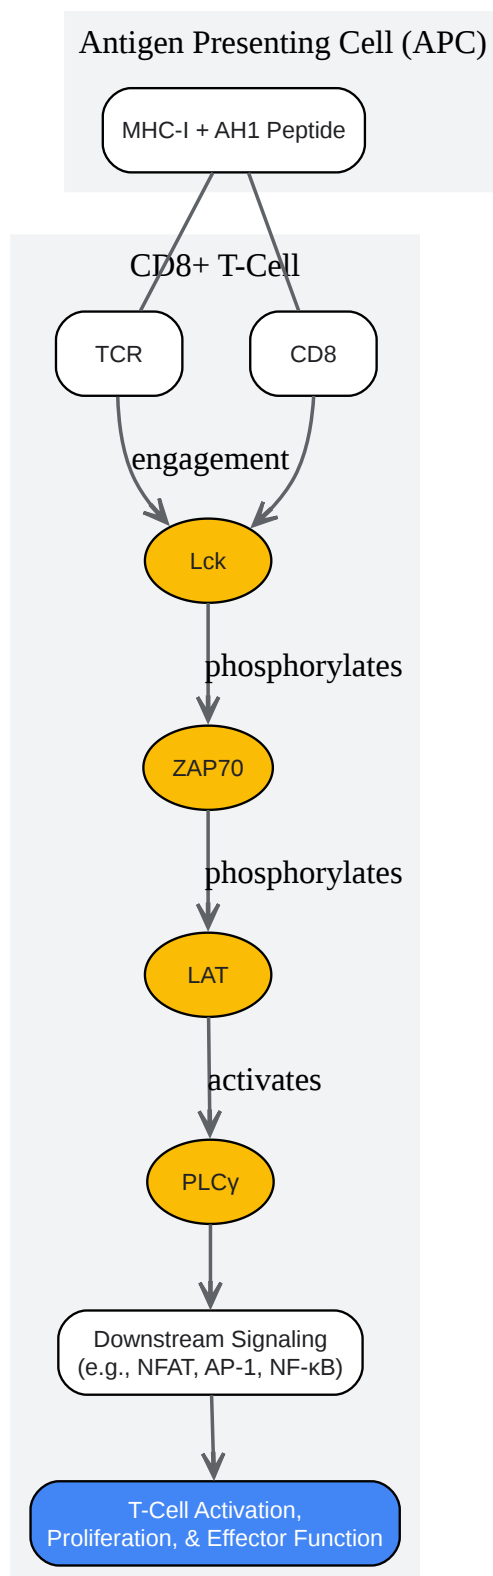 Antigen Presenting Cell (APC)
MHC-I + AH1 Peptide
CD8+ T-Cell
TCR
CD8
engagement
Lck
phosphorylates
ZAP70
phosphorylates
LAT
activates
PLCγ
Downstream Signaling
(e.g., NFAT, AP-1, NF-κB)
T-Cell Activation,
Proliferation, & Effector Function